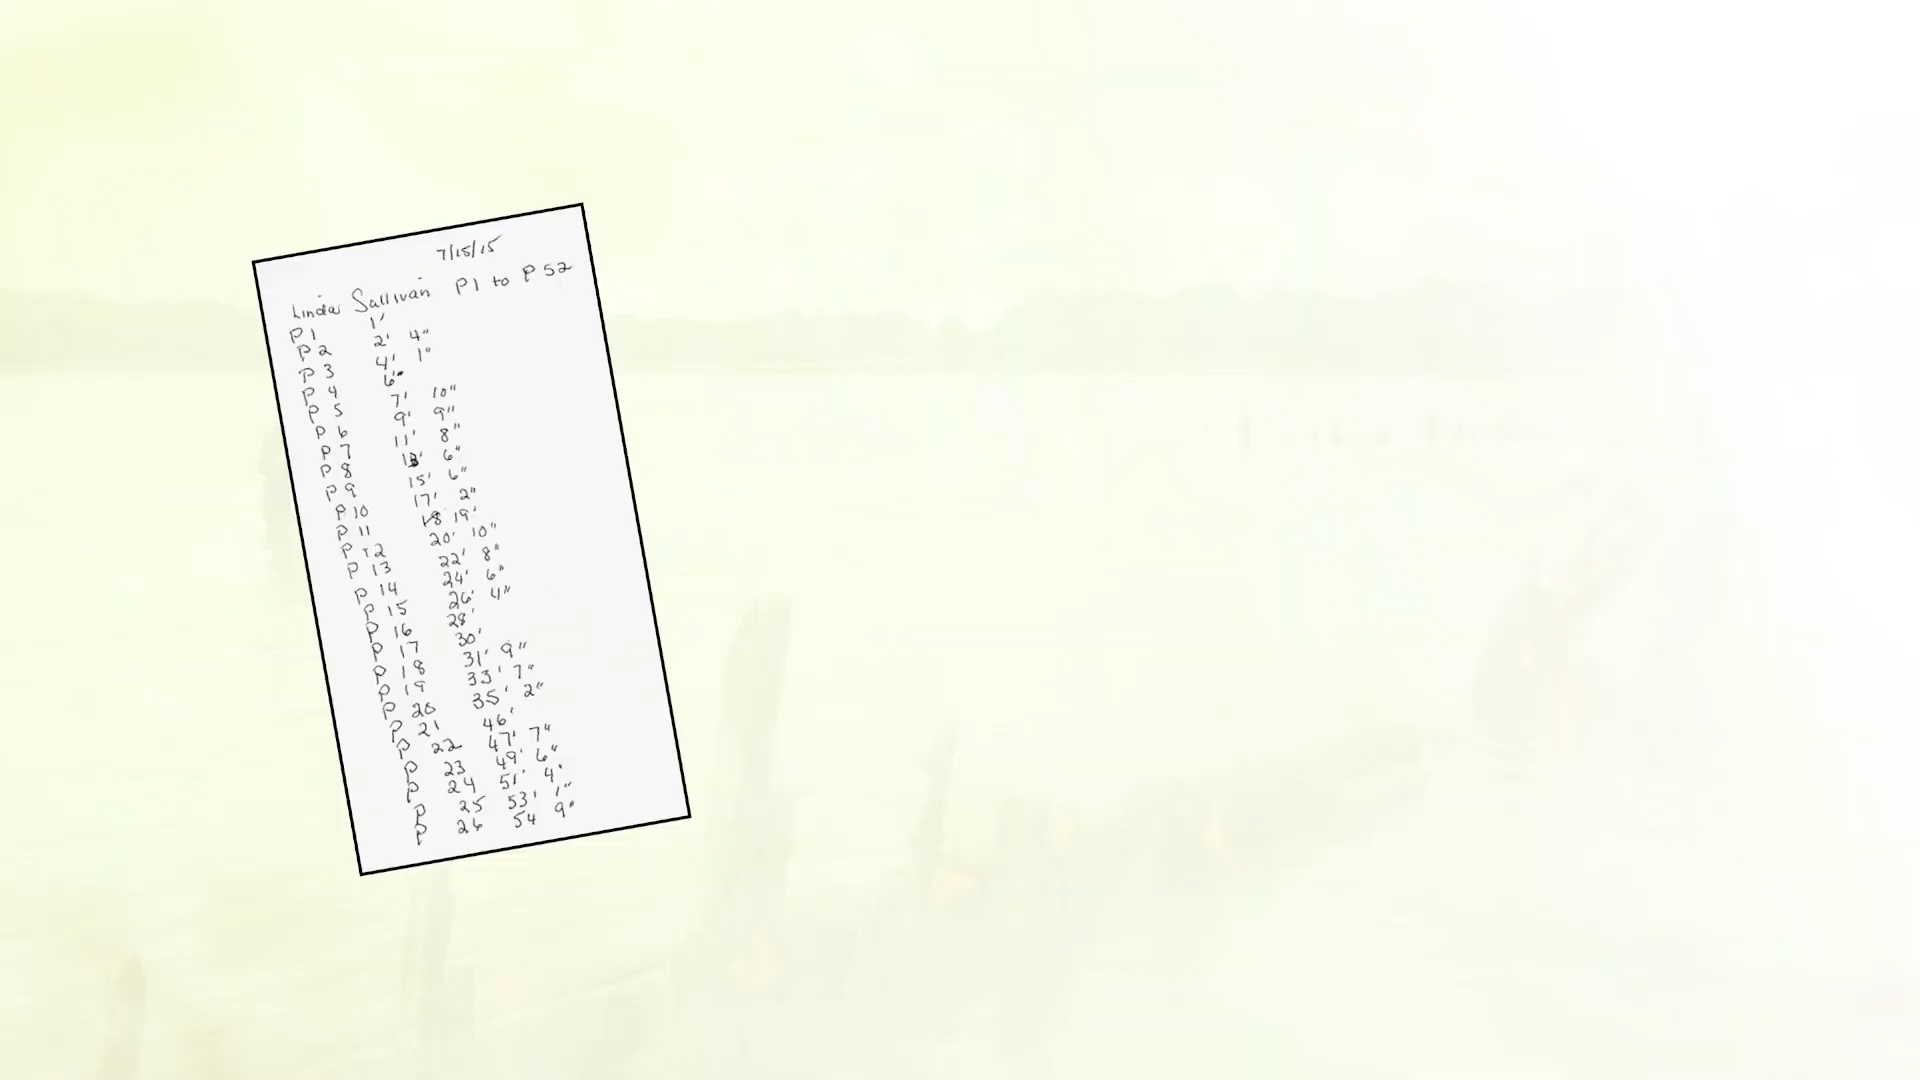 7/15/15
Linda Sullivan P1 to P52
P1 1'
P2 2' 4"
P3 4' 1"
P4 6'
P5 7' 10"
P6 9' 9"
P7 11' 8"
P8 13' 6"
P9 15' 6"
P10 17' 2"
P11 18 19'
P12 20' 10"
P13 22' 8"
P14 24' 6"
P15 26' 4"
P16 28'
P17 30'
P18 31' 9"
P19 33' 7"
P20 35' 2"
P21 46'
P22 47' 7"
P23 49' 6"
P24 51' 4"
P25 53' 1"
P26 54 9"